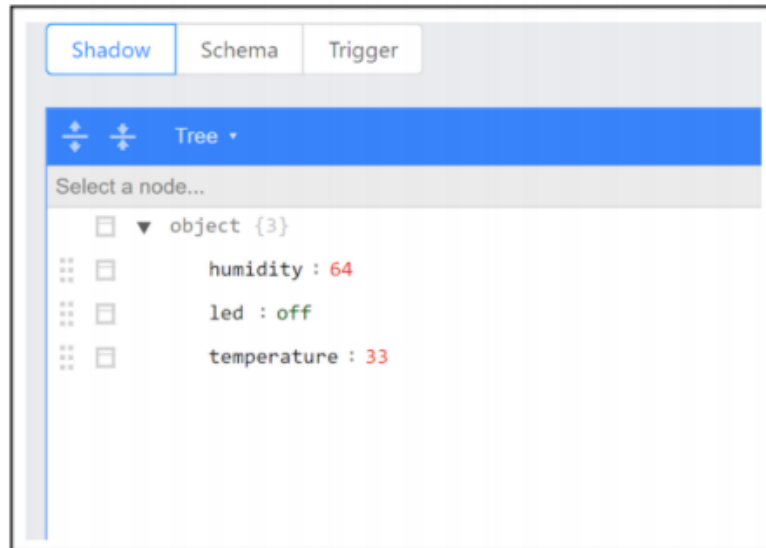 Shadow Schema Trigger
Tree
Select a node...
object {3}
humidity : 64
led : off
temperature : 33